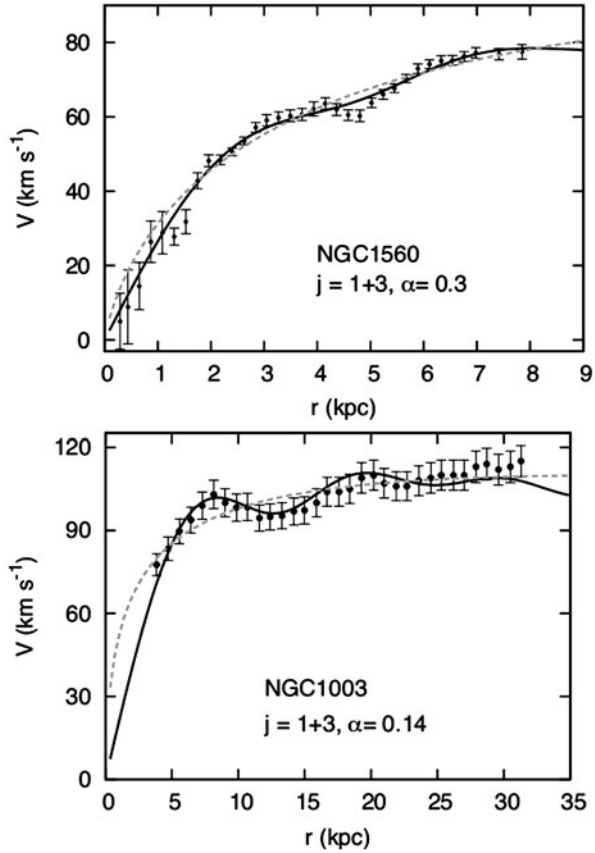 80
60
40
20
0
V (km s⁻¹)
NGC1560
j = 1+3, α= 0.3
0 1 2 3 4 5 6 7 8 9
r (kpc)
120
90
60
30
0
V (km s⁻¹)
NGC1003
j = 1+3, α= 0.14
0 5 10 15 20 25 30 35
r (kpc)